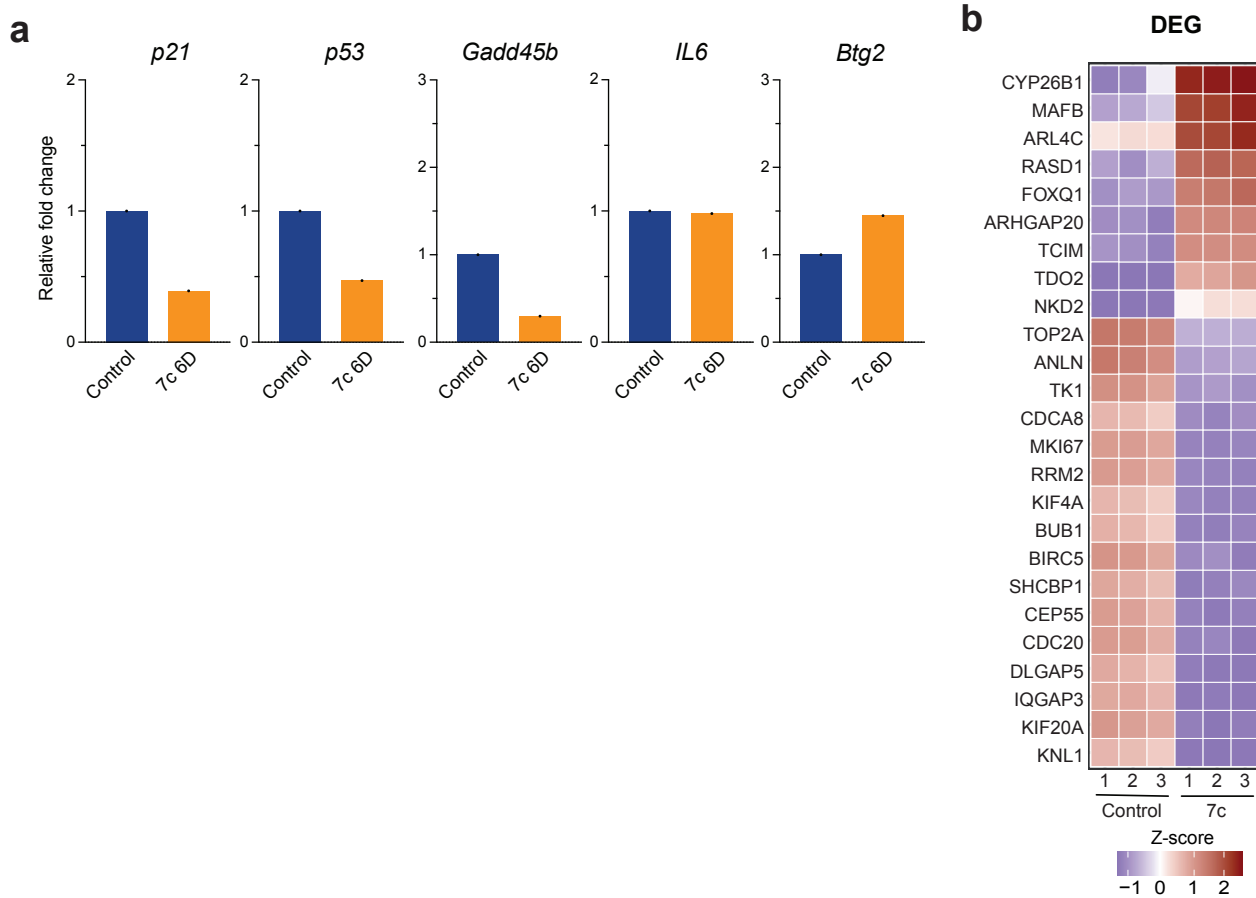 a
p21
p53
Gadd45b
IL6
Btg2
Relative fold change
2
1
0
2
1
0
3
2
1
0
2
1
0
3
2
1
0
Control
7c 6D
Control
7c 6D
Control
7c 6D
Control
7c 6D
Control
7c 6D
b
DEG
CYP26B1
MAFB
ARL4C
RASD1
FOXQ1
ARHGAP20
TCIM
TDO2
NKD2
TOP2A
ANLN
TK1
CDCA8
MKI67
RRM2
KIF4A
BUB1
BIRC5
SHCBP1
CEP55
CDC20
DLGAP5
IQGAP3
KIF20A
KNL1
1 2 3 1 2 3
Control 7c
Z-score
−1 0 1 2